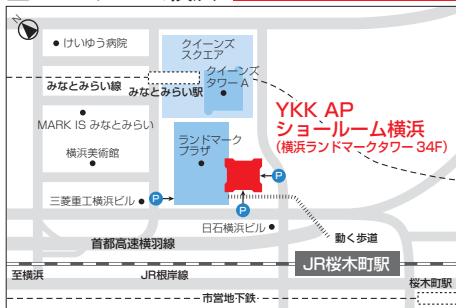 N
けいゆう病院
クイーンズ
スクエア
クイーンズ
タワーA
みなとみらい線
みなとみらい駅
MARK IS みなとみらい
YKK AP
ショールーム横浜
(横浜ランドマークタワー 34F)
ランドマーク
プラザ
横浜美術館
P
三菱重工横浜ビル
P
P
日石横浜ビル
動く歩道
首都高速横羽線
JR桜木町駅
至横浜
JR根岸線
桜木町駅
市営地下鉄